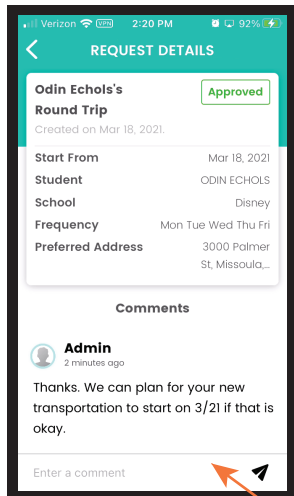 Verizon VPN 2:20 PM 92%
REQUEST DETAILS
Odin Echols's Approved
Round Trip
Created on Mar 18, 2021.
Start From Mar 18, 2021
Student ODIN ECHOLS
School Disney
Frequency Mon Tue Wed Thu Fri
Preferred Address 3000 Palmer
St, Missoula,...
Comments
Admin
2 minutes ago
Thanks. We can plan for your new
transportation to start on 3/21 if that is
okay.
Enter a comment